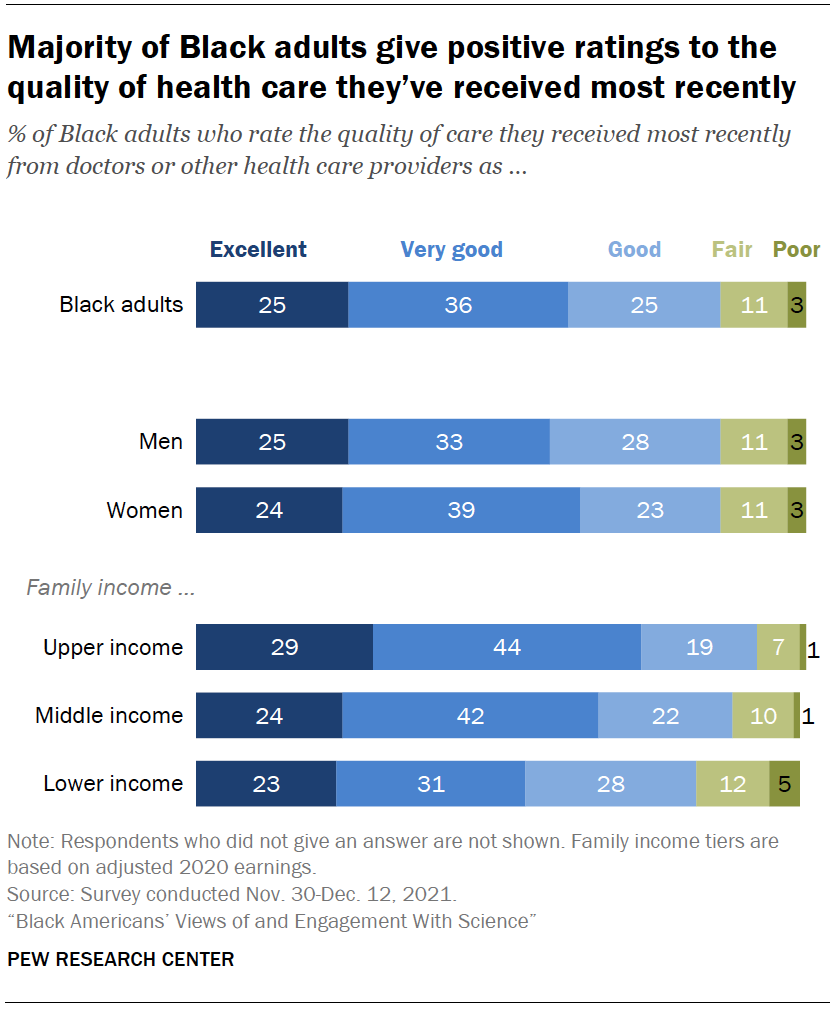 Majority of Black adults give positive ratings to the
quality of health care they’ve received most recently
% of Black adults who rate the quality of care they received most recently
from doctors or other health care providers as ...
Excellent Very good Good Fair Poor
Black adults 25 36 25 11 3
Men 25 33 28 11 3
Women 24 39 23 11 3
Family income ...
Upper income 29 44 19 7 1
Middle income 24 42 22 10 1
Lower income 23 31 28 12 5
Note: Respondents who did not give an answer are not shown. Family income tiers are
based on adjusted 2020 earnings.
Source: Survey conducted Nov. 30-Dec. 12, 2021.
“Black Americans’ Views of and Engagement With Science”
PEW RESEARCH CENTER